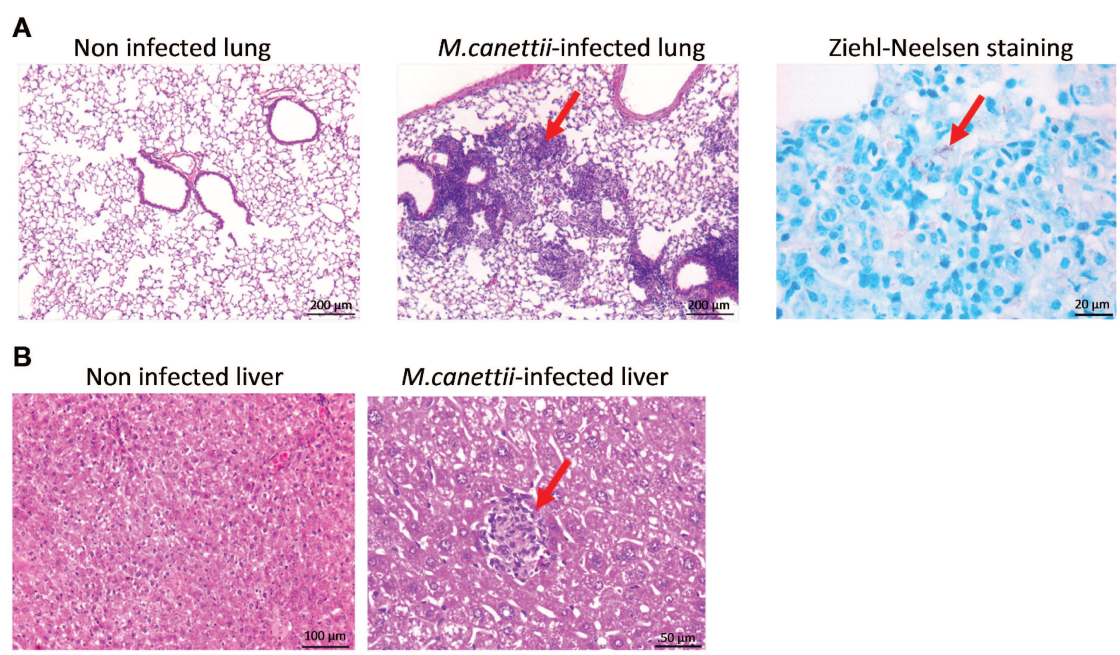 A
Non infected lung
M.canettii-infected lung
Ziehl-Neelsen staining
200 µm
200 µm
20 µm
B
Non infected liver
M.canettii-infected liver
100 µm
50 µm